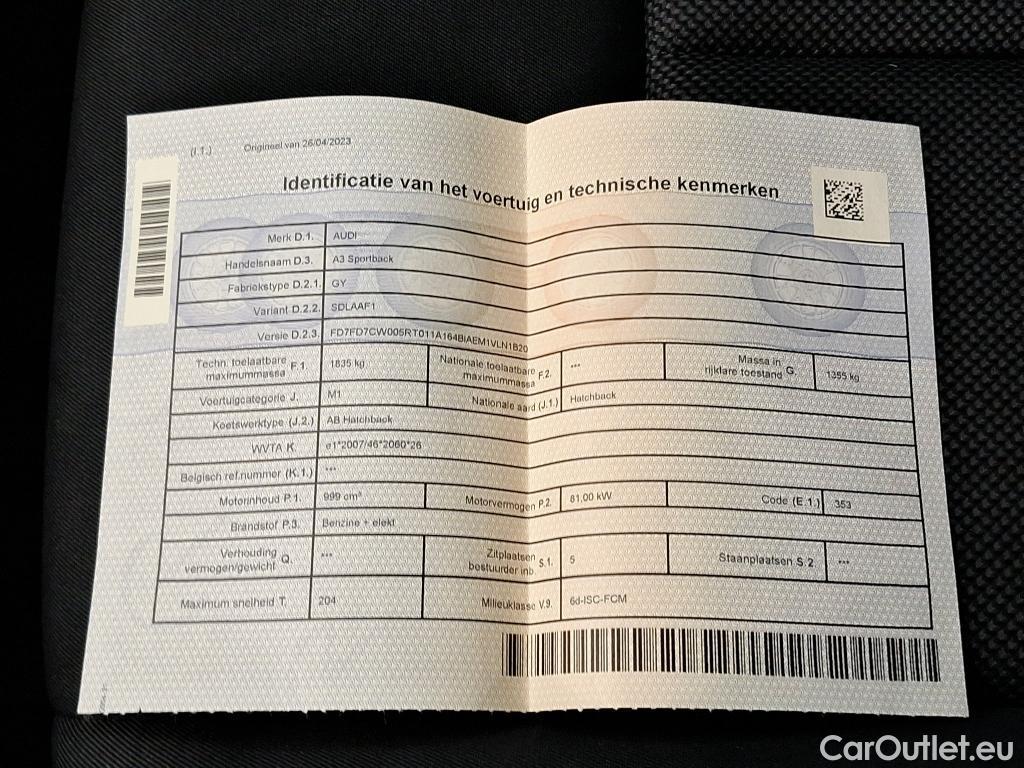 (I.1.) Origineel van 26/04/2023
Identificatie van het voertuig en technische kenmerken
Merk D.1. AUDI
Handelsnaam D.3. A3 Sportback
Fabriekstype D.2.1. GY
Variant D.2.2. SDLAAF1
Versie D.2.3. FD7FD7CW005RT011A164BIAEM1VLN1B20
Techn. toelaatbare maximummassa F.1. 1835 kg Nationale toelaatbare maximummassa F.2. *** Massa in rijklare toestand G. 1355 kg
Voertuigcategorie J. M1 Nationale aard (J.1.) Hatchback
Koetswerktype (J.2.) AB Hatchback
WVTA K. e1*2007/46*2060*26
Belgisch ref.nummer (K.1.) ***
Motorinhoud P.1. 999 cm³ Motorvermogen P.2. 81,00 kW Code (E.1.) 353
Brandstof P.3. Benzine + elekt
Verhouding vermogen/gewicht Q. *** Zitplaatsen bestuurder inb. S.1. 5 Staanplaatsen S.2. ***
Maximum snelheid T. 204 Milieuklasse V.9. 6d-ISC-FCM
CarOutlet.eu